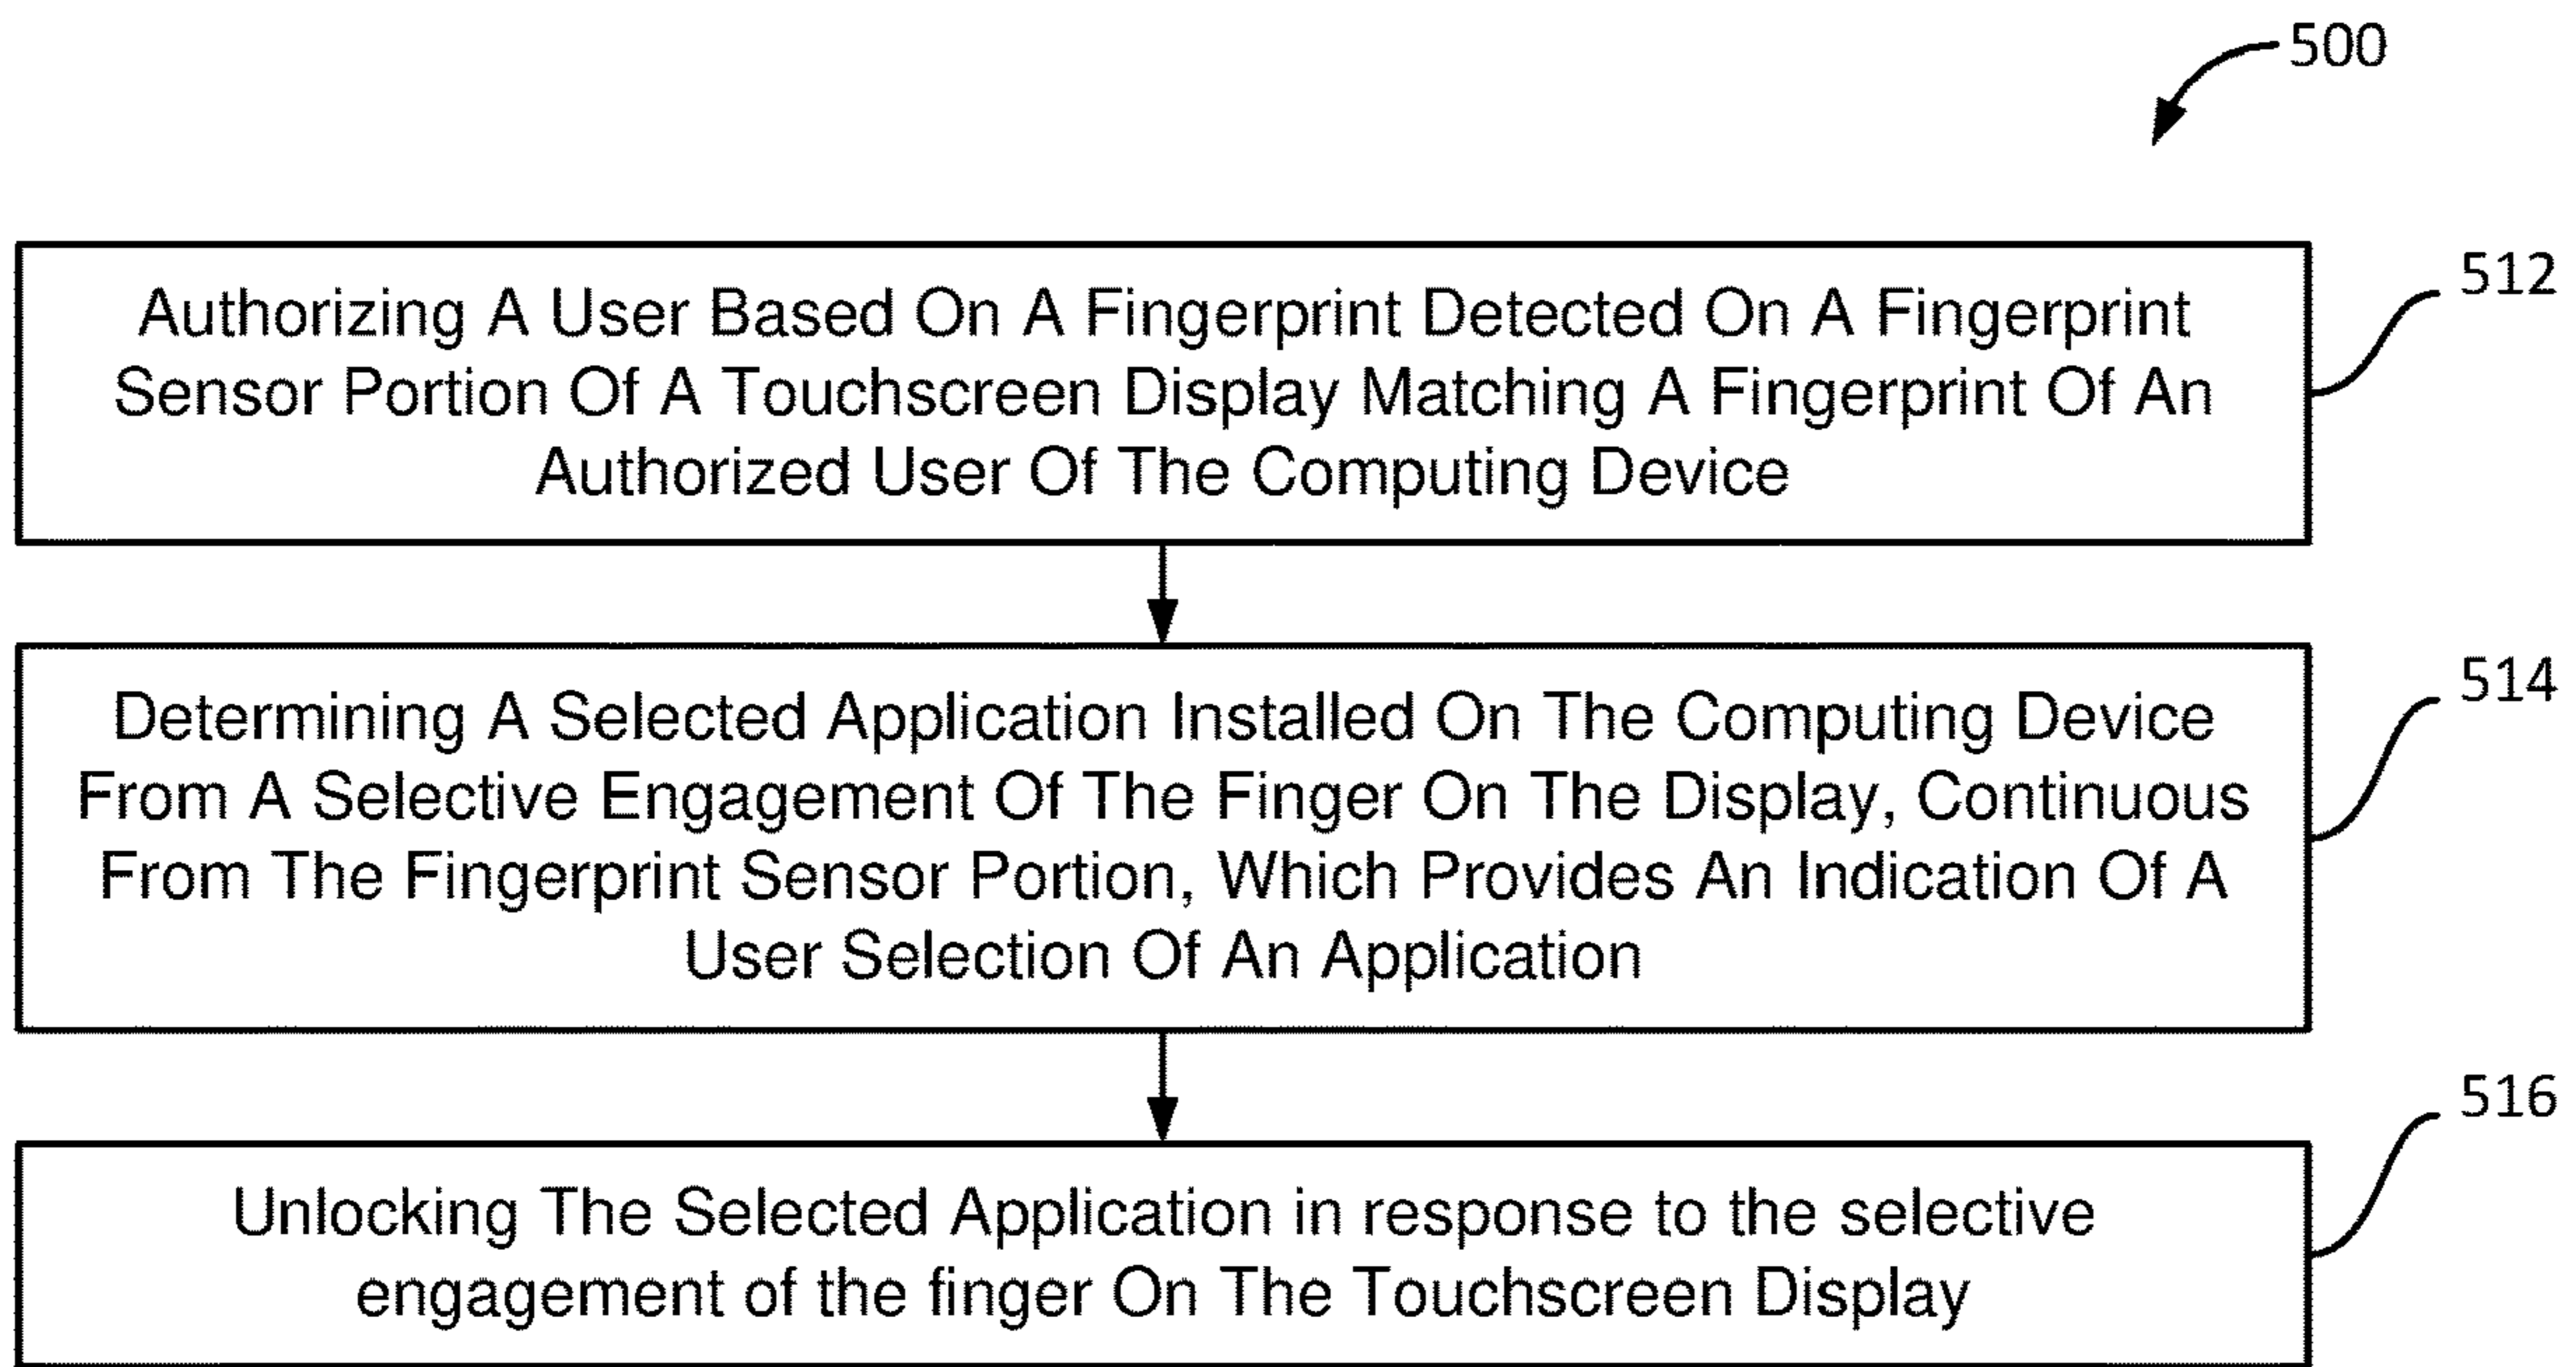 500
Authorizing A User Based On A Fingerprint Detected On A Fingerprint
Sensor Portion Of A Touchscreen Display Matching A Fingerprint Of An
Authorized User Of The Computing Device
512
Determining A Selected Application Installed On The Computing Device
From A Selective Engagement Of The Finger On The Display, Continuous
From The Fingerprint Sensor Portion, Which Provides An Indication Of A
User Selection Of An Application
514
Unlocking The Selected Application in response to the selective
engagement of the finger On The Touchscreen Display
516